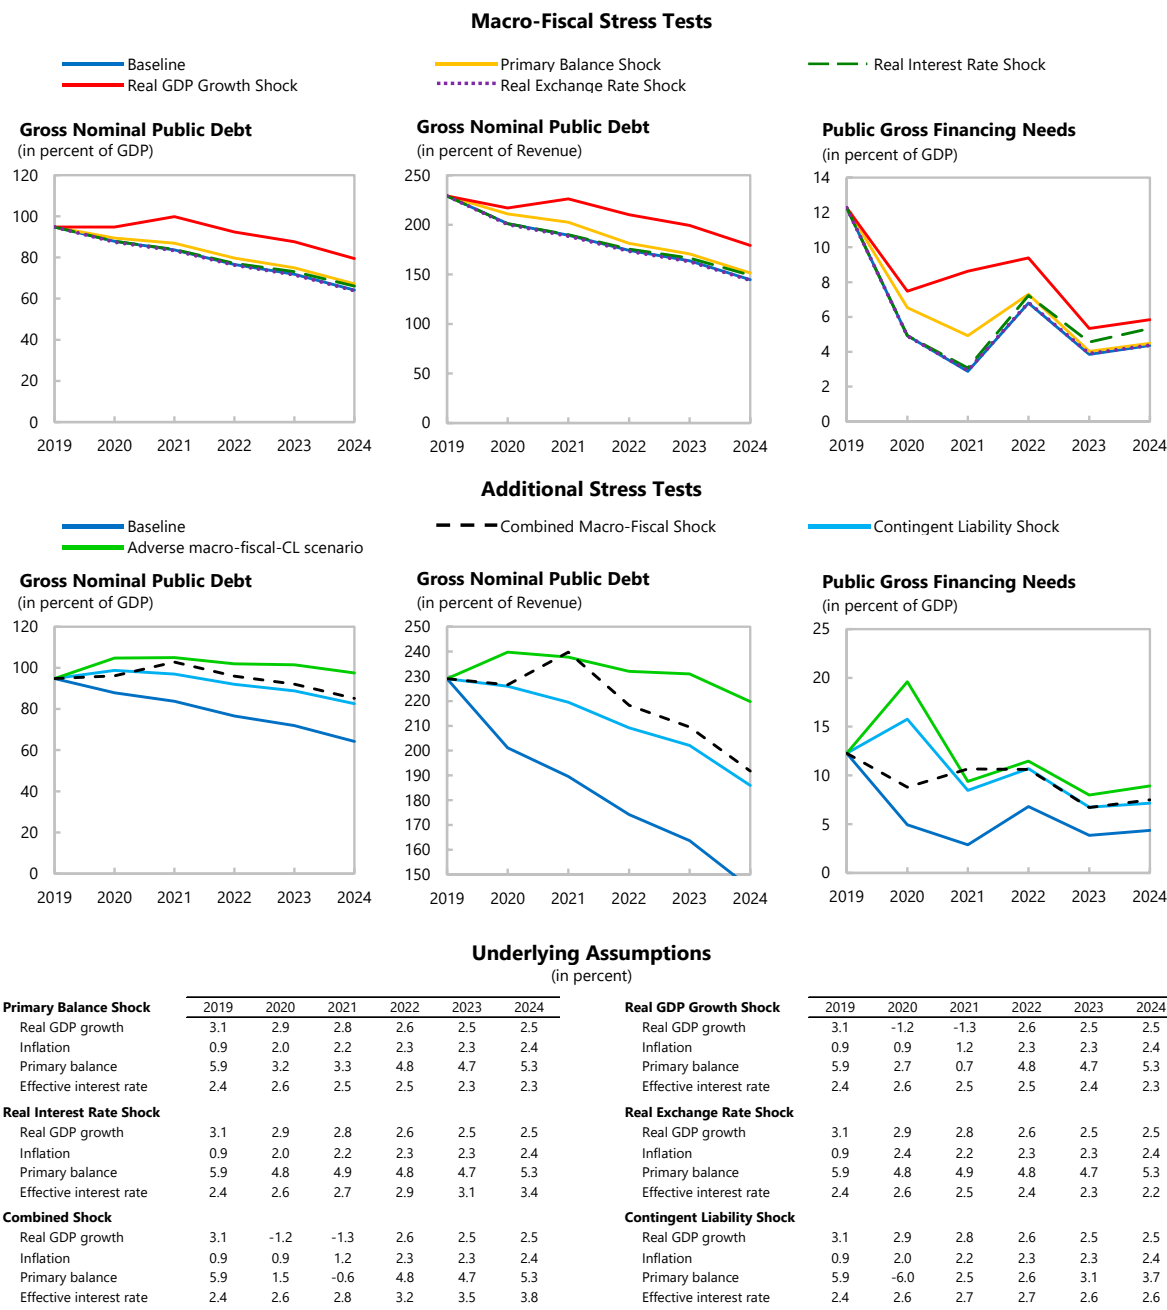 Macro-Fiscal Stress Tests
Baseline Primary Balance Shock Real Interest Rate Shock
Real GDP Growth Shock Real Exchange Rate Shock
Gross Nominal Public Debt
(in percent of GDP)
120
100
80
60
40
20
0
2019 2020 2021 2022 2023 2024
Gross Nominal Public Debt
(in percent of Revenue)
250
200
150
100
50
0
2019 2020 2021 2022 2023 2024
Public Gross Financing Needs
(in percent of GDP)
14
12
10
8
6
4
2
0
2019 2020 2021 2022 2023 2024
Additional Stress Tests
Baseline Combined Macro-Fiscal Shock Contingent Liability Shock
Adverse macro-fiscal-CL scenario
Gross Nominal Public Debt
(in percent of GDP)
120
100
80
60
40
20
0
2019 2020 2021 2022 2023 2024
Gross Nominal Public Debt
(in percent of Revenue)
250
240
230
220
210
200
190
180
170
160
150
2019 2020 2021 2022 2023 2024
Public Gross Financing Needs
(in percent of GDP)
25
20
15
10
5
0
2019 2020 2021 2022 2023 2024
Underlying Assumptions
(in percent)
Primary Balance Shock 2019 2020 2021 2022 2023 2024
Real GDP growth 3.1 2.9 2.8 2.6 2.5 2.5
Inflation 0.9 2.0 2.2 2.3 2.3 2.4
Primary balance 5.9 3.2 3.3 4.8 4.7 5.3
Effective interest rate 2.4 2.6 2.5 2.5 2.3 2.3
Real Interest Rate Shock
Real GDP growth 3.1 2.9 2.8 2.6 2.5 2.5
Inflation 0.9 2.0 2.2 2.3 2.3 2.4
Primary balance 5.9 4.8 4.9 4.8 4.7 5.3
Effective interest rate 2.4 2.6 2.7 2.9 3.1 3.4
Combined Shock
Real GDP growth 3.1 -1.2 -1.3 2.6 2.5 2.5
Inflation 0.9 0.9 1.2 2.3 2.3 2.4
Primary balance 5.9 1.5 -0.6 4.8 4.7 5.3
Effective interest rate 2.4 2.6 2.8 3.2 3.5 3.8
Real GDP Growth Shock 2019 2020 2021 2022 2023 2024
Real GDP growth 3.1 -1.2 -1.3 2.6 2.5 2.5
Inflation 0.9 0.9 1.2 2.3 2.3 2.4
Primary balance 5.9 2.7 0.7 4.8 4.7 5.3
Effective interest rate 2.4 2.6 2.5 2.5 2.4 2.3
Real Exchange Rate Shock
Real GDP growth 3.1 2.9 2.8 2.6 2.5 2.5
Inflation 0.9 2.4 2.2 2.3 2.3 2.4
Primary balance 5.9 4.8 4.9 4.8 4.7 5.3
Effective interest rate 2.4 2.6 2.5 2.4 2.3 2.2
Contingent Liability Shock
Real GDP growth 3.1 2.9 2.8 2.6 2.5 2.5
Inflation 0.9 2.0 2.2 2.3 2.3 2.4
Primary balance 5.9 -6.0 2.5 2.6 3.1 3.7
Effective interest rate 2.4 2.6 2.7 2.7 2.6 2.6